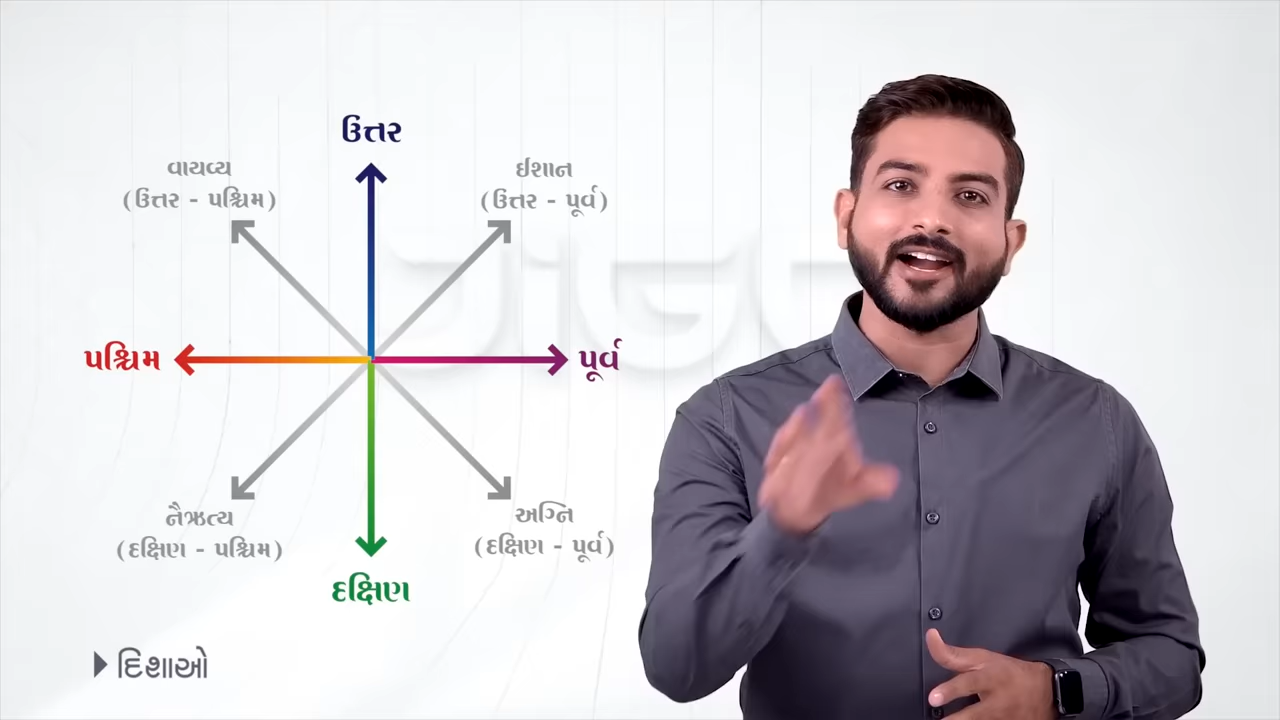 ઉત્તર
વાયવ્ય
(ઉત્તર - પશ્ચિમ)
ઈશાન
(ઉત્તર - પૂર્વ)
પશ્ચિમ
પૂર્વ
નૈઋત્ય
(દક્ષિણ - પશ્ચિમ)
અગ્નિ
(દક્ષિણ - પૂર્વ)
દક્ષિણ
દિશાઓ